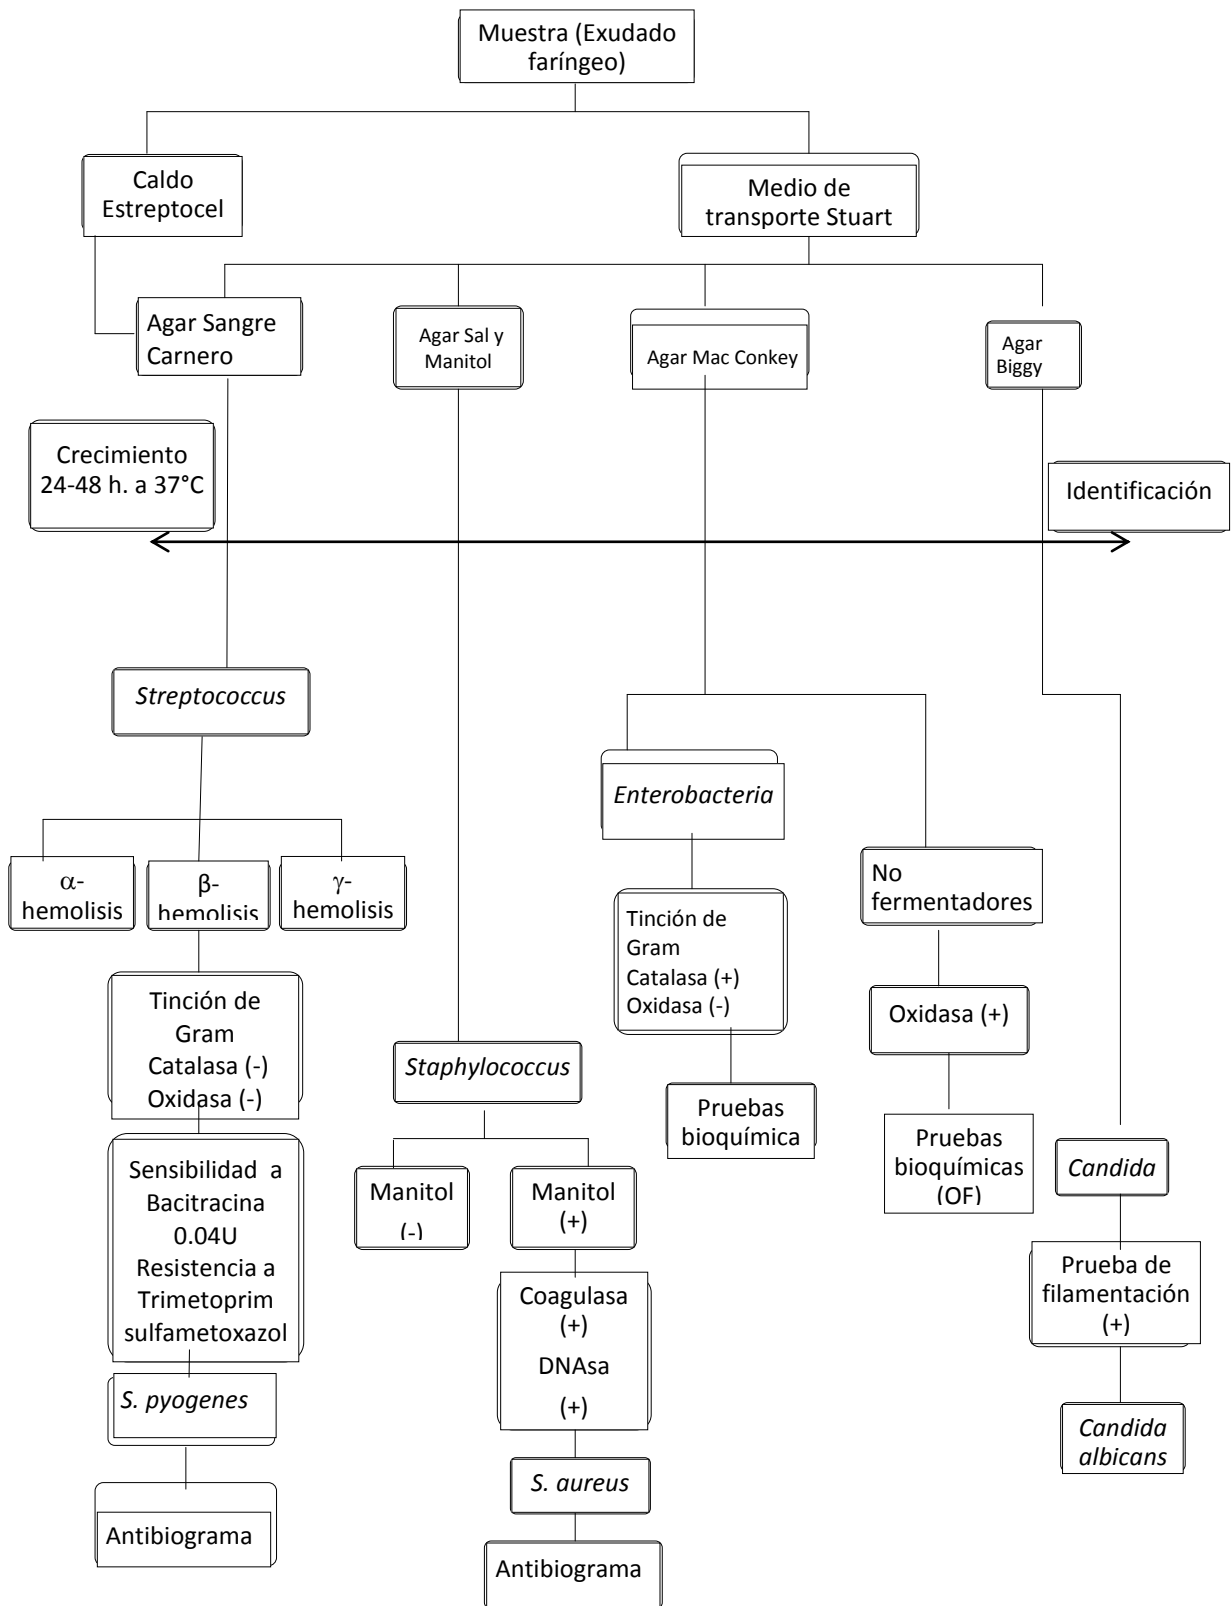 Muestra (Exudado
faríngeo)
Caldo
Estreptocel
Medio de
transporte Stuart
Agar Sangre
Carnero
Agar Sal y
Manitol
Agar Mac Conkey
Agar
Biggy
Crecimiento
24-48 h. a 37°C
Identificación
Streptococcus
Enterobacteria
α-
hemolisis
β-
hemolisis
γ-
hemolisis
No
fermentadores
Tinción de
Gram
Catalasa (+)
Oxidasa (-)
Tinción de
Gram
Catalasa (-)
Oxidasa (-)
Oxidasa (+)
Staphylococcus
Pruebas
bioquímica
Pruebas
bioquímicas
(OF)
Sensibilidad a
Bacitracina
0.04U
Resistencia a
Trimetoprim
sulfametoxazol
Manitol
(-)
Manitol
(+)
Candida
Prueba de
filamentación
(+)
Coagulasa
(+)
DNAsa
(+)
S. pyogenes
Candida
albicans
S. aureus
Antibiograma
Antibiograma